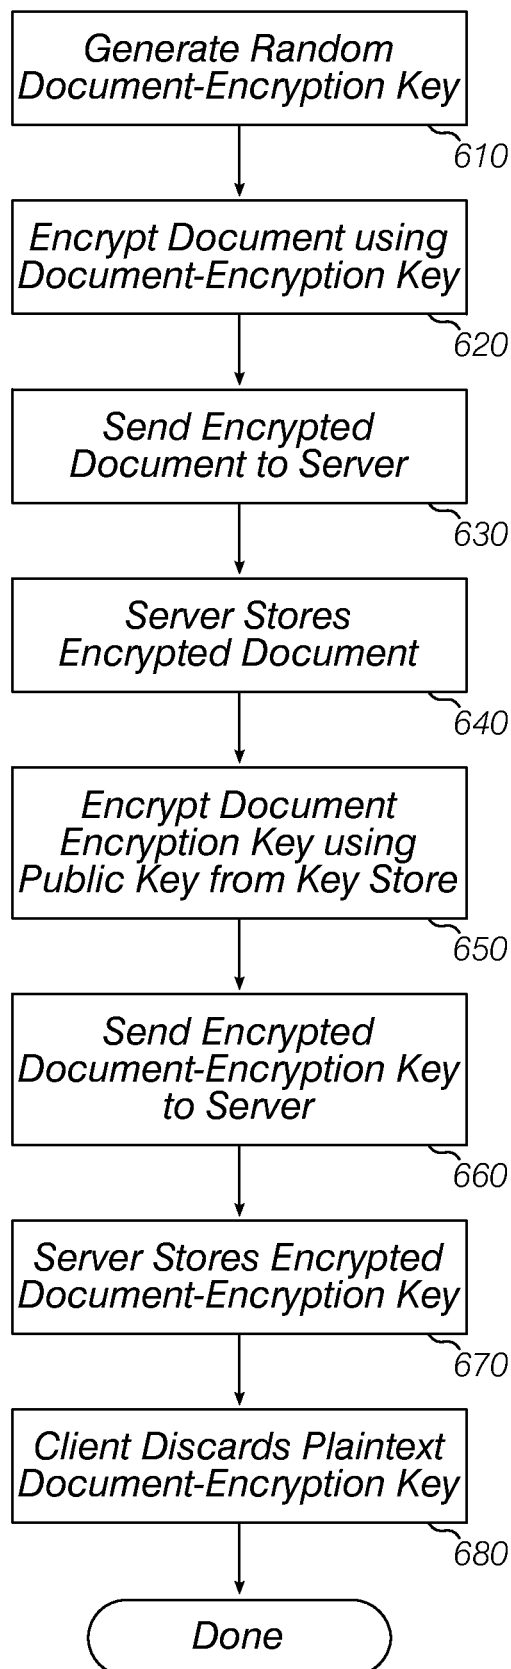 Generate Random
Document-Encryption Key
610
Encrypt Document using
Document-Encryption Key
620
Send Encrypted
Document to Server
630
Server Stores
Encrypted Document
640
Encrypt Document
Encryption Key using
Public Key from Key Store
650
Send Encrypted
Document-Encryption Key
to Server
660
Server Stores Encrypted
Document-Encryption Key
670
Client Discards Plaintext
Document-Encryption Key
680
Done